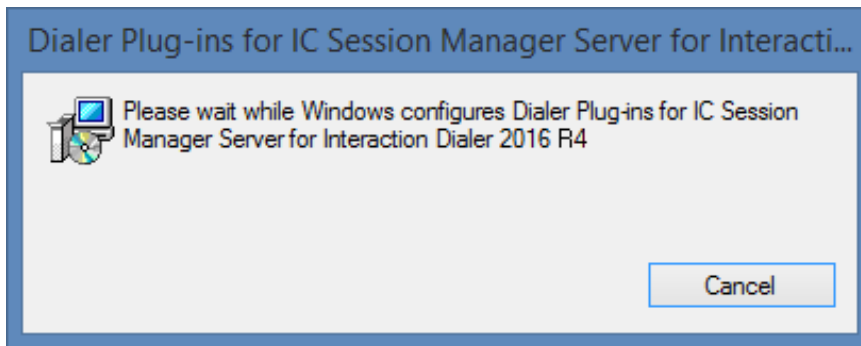 Dialer Plug-ins for IC Session Manager Server for Interacti...
Please wait while Windows configures Dialer Plug-ins for IC Session
Manager Server for Interaction Dialer 2016 R4
Cancel